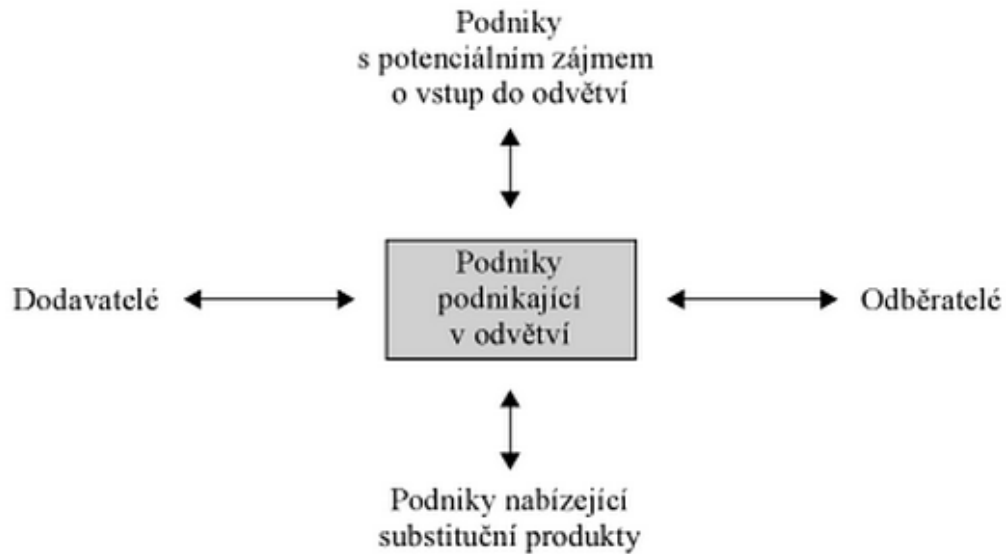 Podniky
s potenciálním zájmem
o vstup do odvětví
Dodavatelé
Podniky
podnikající
v odvětví
Odběratelé
Podniky nabízející
substituční produkty